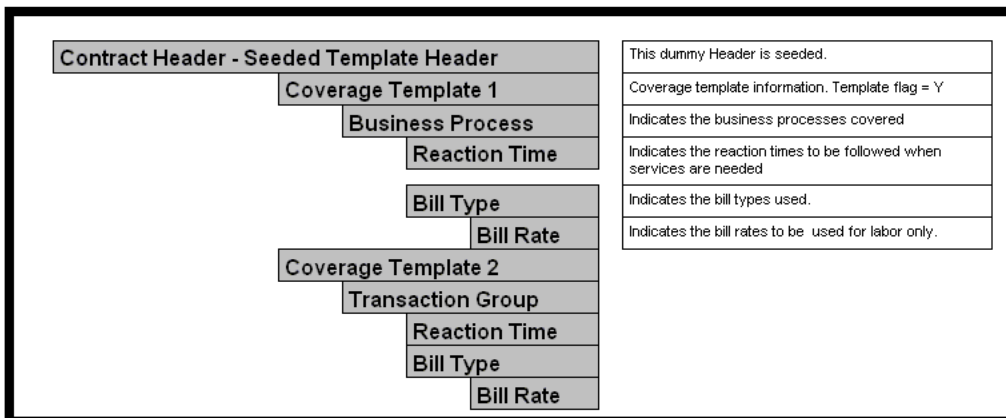 Contract Header - Seeded Template Header
This dummy Header is seeded.
Coverage Template 1
Coverage template information. Template flag = Y
Business Process
Indicates the business processes covered
Reaction Time
Indicates the reaction times to be followed when
services are needed
Bill Type
Indicates the bill types used.
Bill Rate
Indicates the bill rates to be used for labor only.
Coverage Template 2
Transaction Group
Reaction Time
Bill Type
Bill Rate